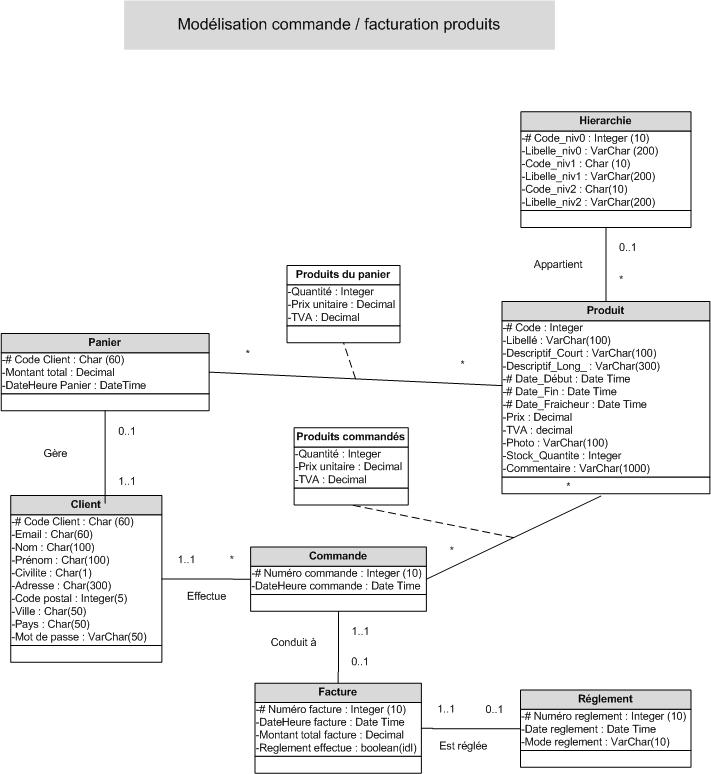 Modélisation commande / facturation produits
Hierarchie
-# Code_niv0 : Integer (10)
-Libelle_niv0 : VarChar (200)
-Code_niv1 : Char (10)
-Libelle_niv1 : VarChar(200)
-Code_niv2 : Char(10)
-Libelle_niv2 : VarChar(200)
0..1
Appartient
*
Produits du panier
-Quantité : Integer
-Prix unitaire : Decimal
-TVA : Decimal
Produit
-# Code : Integer
-Libellé : VarChar(100)
-Descriptif_Court : VarChar(100)
-Descriptif_Long_ : VarChar(300)
-# Date_Début : Date Time
-# Date_Fin : Date Time
-# Date_Fraicheur : Date Time
-Prix : Decimal
-TVA : decimal
-Photo : VarChar(100)
-Stock_Quantite : Integer
-Commentaire : VarChar(1000)
Panier
-# Code Client : Char (60)
-Montant total : Decimal
-DateHeure Panier : DateTime
*
*
0..1
Gère
1..1
Produits commandés
-Quantité : Integer
-Prix unitaire : Decimal
-TVA : Decimal
*
Client
-# Code Client : Char (60)
-Email : Char(60)
-Nom : Char(100)
-Prénom : Char(100)
-Civilite : Char(1)
-Adresse : Char(300)
-Code postal : Integer(5)
-Ville : Char(50)
-Pays : Char(50)
-Mot de passe : VarChar(50)
1..1
*
Effectue
*
Commande
-# Numéro commande : Integer (10)
-DateHeure commande : Date Time
1..1
Conduit à
0..1
Facture
-# Numéro facture : Integer (10)
-DateHeure facture : Date Time
-Montant total facture : Decimal
-Reglement effectue : boolean(idl)
1..1
0..1
Est réglée
Réglement
-# Numéro reglement : Integer (10)
-Date reglement : Date Time
-Mode reglement : VarChar(10)